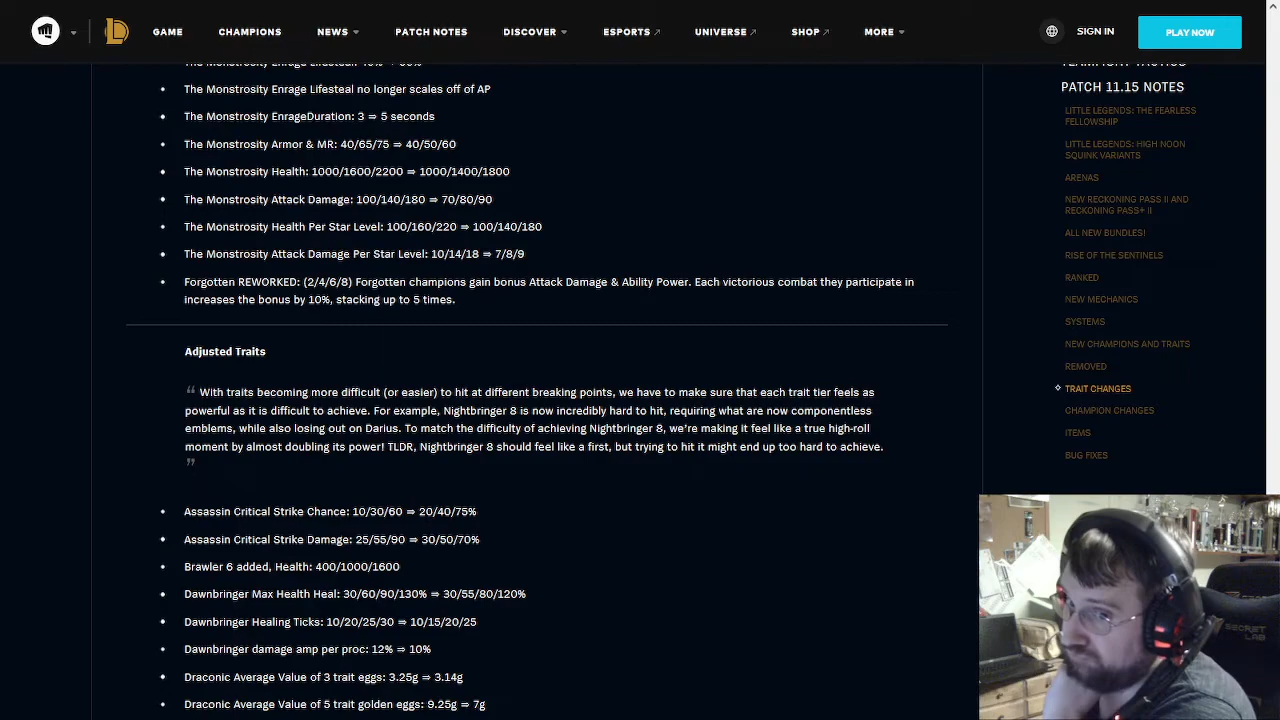 GAME CHAMPIONS NEWS PATCH NOTES DISCOVER ESPORTS UNIVERSE SHOP MORE SIGN IN PLAY NOW
The Monstrosity Enrage Lifesteal no longer scales off of AP
The Monstrosity EnrageDuration: 3 ⇒ 5 seconds
The Monstrosity Armor & MR: 40/65/75 ⇒ 40/50/60
The Monstrosity Health: 1000/1600/2200 ⇒ 1000/1400/1800
The Monstrosity Attack Damage: 100/140/180 ⇒ 70/80/90
The Monstrosity Health Per Star Level: 100/160/220 ⇒ 100/140/180
The Monstrosity Attack Damage Per Star Level: 10/14/18 ⇒ 7/8/9
Forgotten REWORKED: (2/4/6/8) Forgotten champions gain bonus Attack Damage & Ability Power. Each victorious combat they participate in
increases the bonus by 10%, stacking up to 5 times.
Adjusted Traits
“ With traits becoming more difficult (or easier) to hit at different breaking points, we have to make sure that each trait tier feels as
powerful as it is difficult to achieve. For example, Nightbringer 8 is now incredibly hard to hit, requiring what are now componentless
emblems, while also losing out on Darius. To match the difficulty of achieving Nightbringer 8, we’re making it feel like a true high-roll
moment by almost doubling its power! TLDR, Nightbringer 8 should feel like a first, but trying to hit it might end up too hard to achieve.
”
Assassin Critical Strike Chance: 10/30/60 ⇒ 20/40/75%
Assassin Critical Strike Damage: 25/55/90 ⇒ 30/50/70%
Brawler 6 added, Health: 400/1000/1600
Dawnbringer Max Health Heal: 30/60/90/130% ⇒ 30/55/80/120%
Dawnbringer Healing Ticks: 10/20/25/30 ⇒ 10/15/20/25
Dawnbringer damage amp per proc: 12% ⇒ 10%
Draconic Average Value of 3 trait eggs: 3.25g ⇒ 3.14g
Draconic Average Value of 5 trait golden eggs: 9.25g ⇒ 7g
TEAMFIGHT TACTICS
PATCH 11.15 NOTES
LITTLE LEGENDS: THE FEARLESS
FELLOWSHIP
LITTLE LEGENDS: HIGH NOON
SQUINK VARIANTS
ARENAS
NEW RECKONING PASS II AND
RECKONING PASS+ II
ALL NEW BUNDLES!
RISE OF THE SENTINELS
RANKED
NEW MECHANICS
SYSTEMS
NEW CHAMPIONS AND TRAITS
REMOVED
TRAIT CHANGES
CHAMPION CHANGES
ITEMS
BUG FIXES
SECRET
LAB